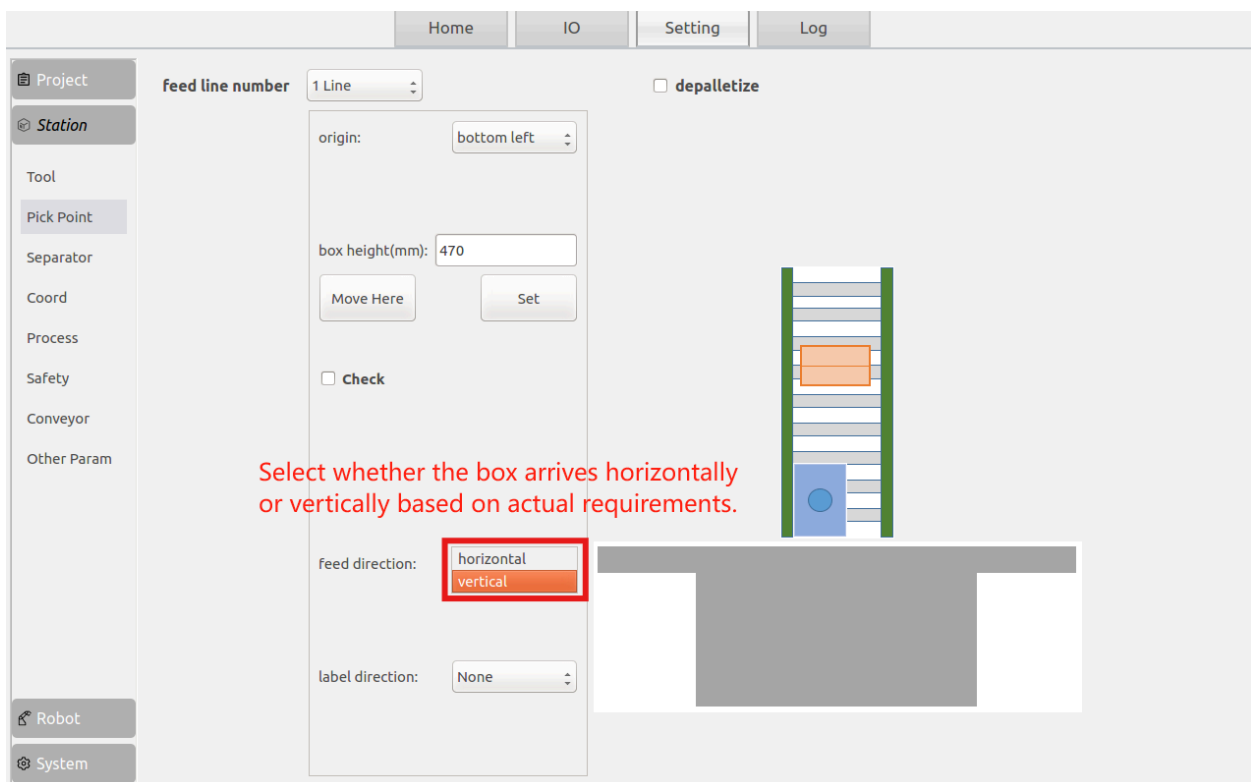 Home IO Setting Log
Project
feed line number 1 Line depalletize
Station
origin: bottom left
Tool
Pick Point
box height(mm): 470
Separator
Coord
Move Here Set
Process
Safety
Check
Conveyor
Other Param
Select whether the box arrives horizontally
or vertically based on actual requirements.
feed direction: horizontal
vertical
label direction: None
Robot
System